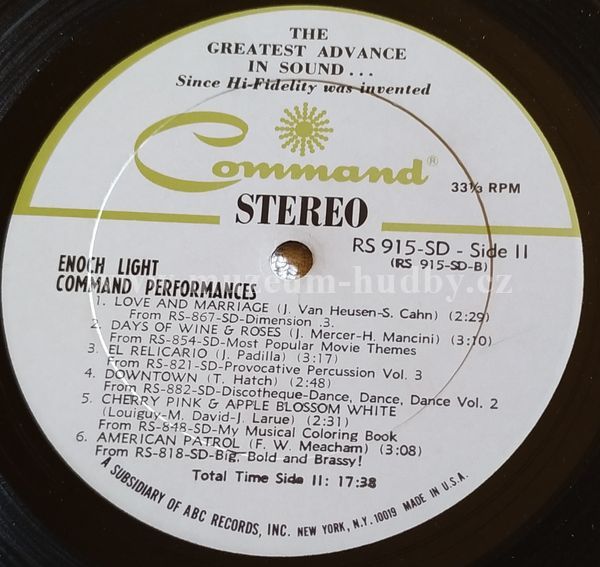 THE
GREATEST ADVANCE
IN SOUND...
Since Hi-Fidelity was invented
Command®
33⅓ RPM
STEREO
RS 915-SD - Side II
(RS 915-SD-B)
ENOCH LIGHT
COMMAND PERFORMANCES
www.muzeum-hudby.cz
1. LOVE AND MARRIAGE (J. Van Heusen-S. Cahn) (2:29)
From RS-867-SD-Dimension .3.
2. DAYS OF WINE & ROSES (J. Mercer-H. Mancini) (3:10)
From RS-854-SD-Most Popular Movie Themes
3. EL RELICARIO (J. Padilla) (3:17)
From RS-821-SD-Provocative Percussion Vol. 3
4. DOWNTOWN (T. Hatch) (2:48)
From RS-882-SD-Discotheque-Dance, Dance, Dance Vol. 2
5. CHERRY PINK & APPLE BLOSSOM WHITE
(Louiguy-M. David-J. Larue) (2:31)
From RS-848-SD-My Musical Coloring Book
6. AMERICAN PATROL (F. W. Meacham) (3:08)
From RS-818-SD-Big, Bold and Brassy!
Total Time Side II: 17:38
A SUBSIDIARY OF ABC RECORDS, INC. NEW YORK, N.Y. 10019 MADE IN U.S.A.